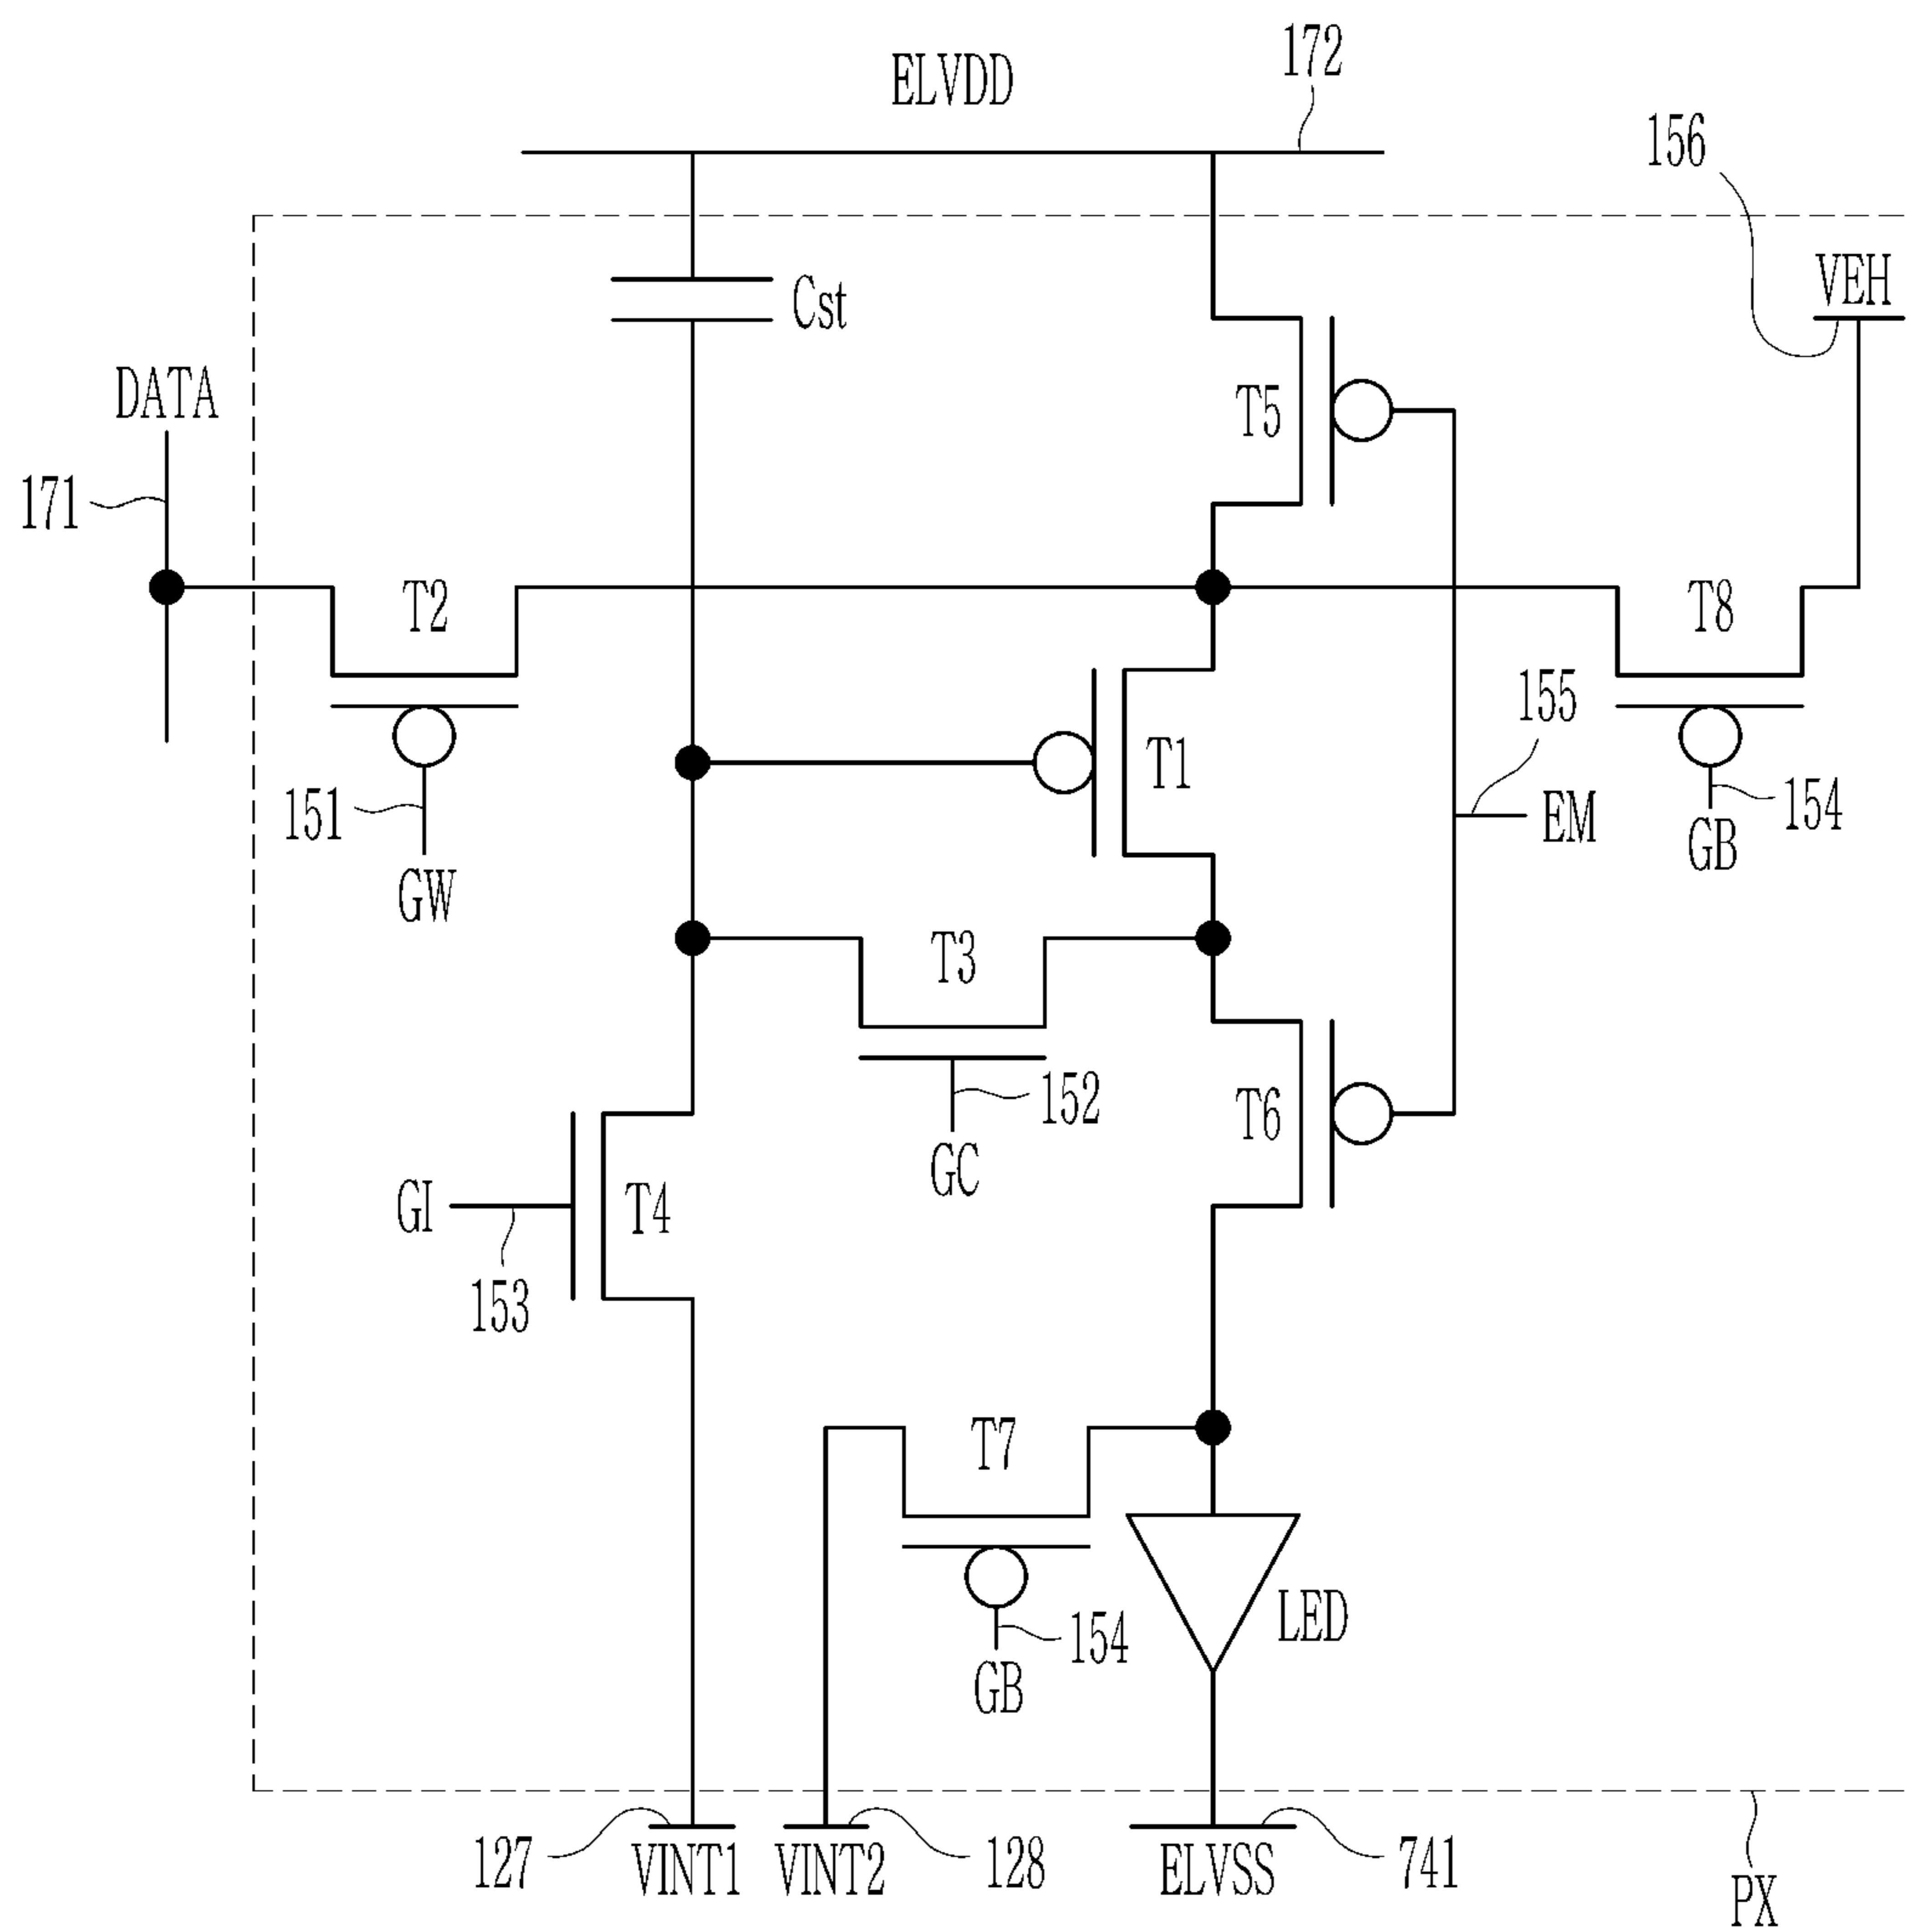 172
ELVDD
156
VEH
Cst
DATA
T5
171
T2
T8
155
T1
151
EM
154
GB
GW
T3
152
T6
GC
GI
T4
153
T7
LED
154
GB
127
VINT1
VINT2
128
ELVSS
741
PX